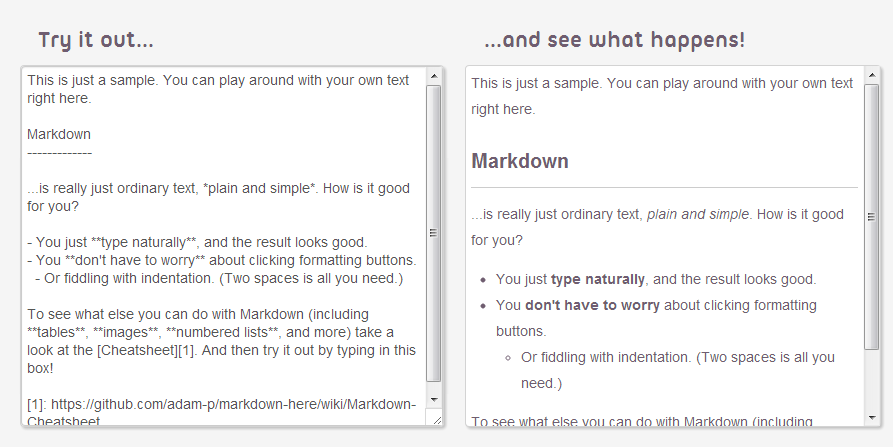 Try it out...
This is just a sample. You can play around with your own text
right here.
Markdown
-------------
...is really just ordinary text, *plain and simple*. How is it good
for you?
- You just **type naturally**, and the result looks good.
- You **don't have to worry** about clicking formatting buttons.
  - Or fiddling with indentation. (Two spaces is all you need.)
To see what else you can do with Markdown (including
**tables**, **images**, **numbered lists**, and more) take a
look at the [Cheatsheet][1]. And then try it out by typing in this
box!
[1]: https://github.com/adam-p/markdown-here/wiki/Markdown-
Cheatsheet
...and see what happens!
This is just a sample. You can play around with your own text
right here.
Markdown
...is really just ordinary text, plain and simple. How is it good
for you?
• You just type naturally, and the result looks good.
• You don't have to worry about clicking formatting
buttons.
◦ Or fiddling with indentation. (Two spaces is all you
need.)
To see what else you can do with Markdown (including